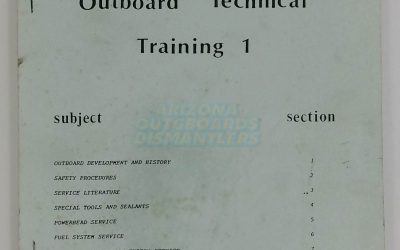 Outboard Technical
Training 1
subject section
ARIZONA
OUTBOARDS
DISMANTLERS
OUTBOARD DEVELOPMENT AND HISTORY 1
SAFETY PROCEDURES 2
SERVICE LITERATURE 3
SPECIAL TOOLS AND SEALANTS 4
POWERHEAD SERVICE 5
FUEL SYSTEM SERVICE 6